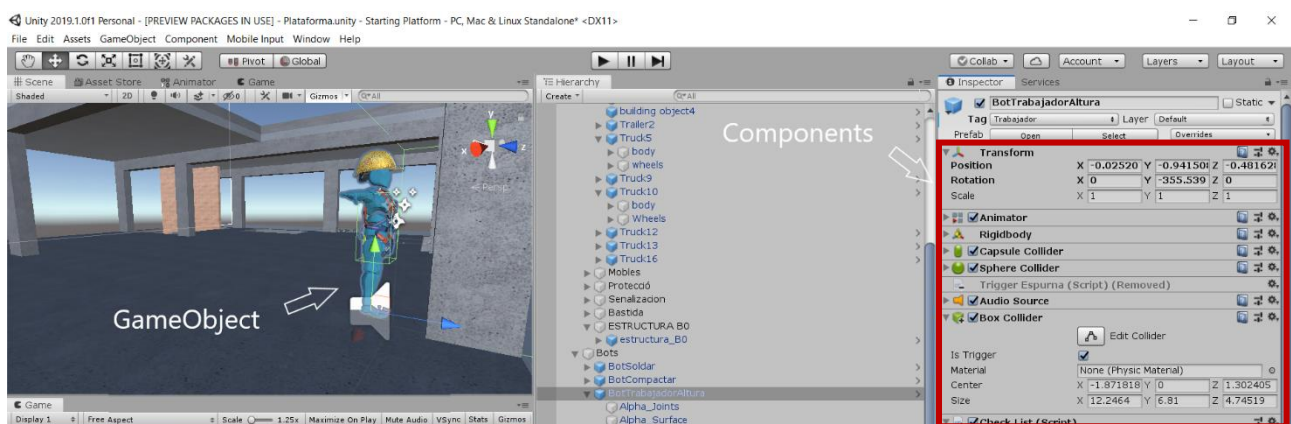 Unity 2019.1.0f1 Personal - [PREVIEW PACKAGES IN USE] - Plataforma.unity - Starting Platform - PC, Mac & Linux Standalone* <DX11>
File Edit Assets GameObject Component Mobile Input Window Help
Pivot Global Collab Account Layers Layout
Scene Asset Store Animator Game
Shaded 2D 0 Gizmos All
y
x
z
Persp
GameObject
Game
Display 1 Free Aspect Scale 1.25x Maximize On Play Mute Audio VSync Stats Gizmos
Hierarchy
Create All
building object4
Trailer2
Truck5
body
wheels
Truck9
Truck10
body
Wheels
Truck12
Truck13
Truck16
Mobles
Protecció
Senalizacion
Bastida
ESTRUCTURA B0
estructura_B0
Bots
BotSoldar
BotCompactar
BotTrabajadorAltura
Alpha_Joints
Alpha_Surface
Components
Inspector Services
BotTrabajadorAltura Static
Tag Trabajador Layer Default
Prefab Open Select Overrides
Transform
Position X -0.02520 Y -0.94150 Z -0.48162
Rotation X 0 Y -355.539 Z 0
Scale X 1 Y 1 Z 1
Animator
Rigidbody
Capsule Collider
Sphere Collider
Trigger Espurna (Script) (Removed)
Audio Source
Box Collider
Edit Collider
Is Trigger
Material None (Physic Material)
Center X -1.871818 Y 0 Z 1.302405
Size X 12.2464 Y 6.81 Z 4.74519
Check List (Script)